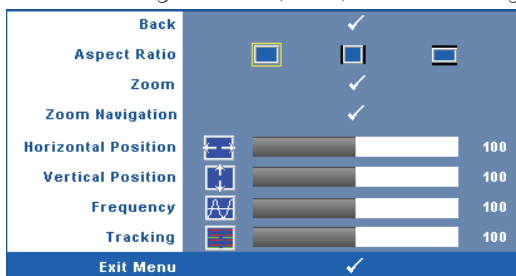 Back
Aspect Ratio
Zoom
Zoom Navigation
Horizontal Position 100
Vertical Position 100
Frequency 100
Tracking 100
Exit Menu